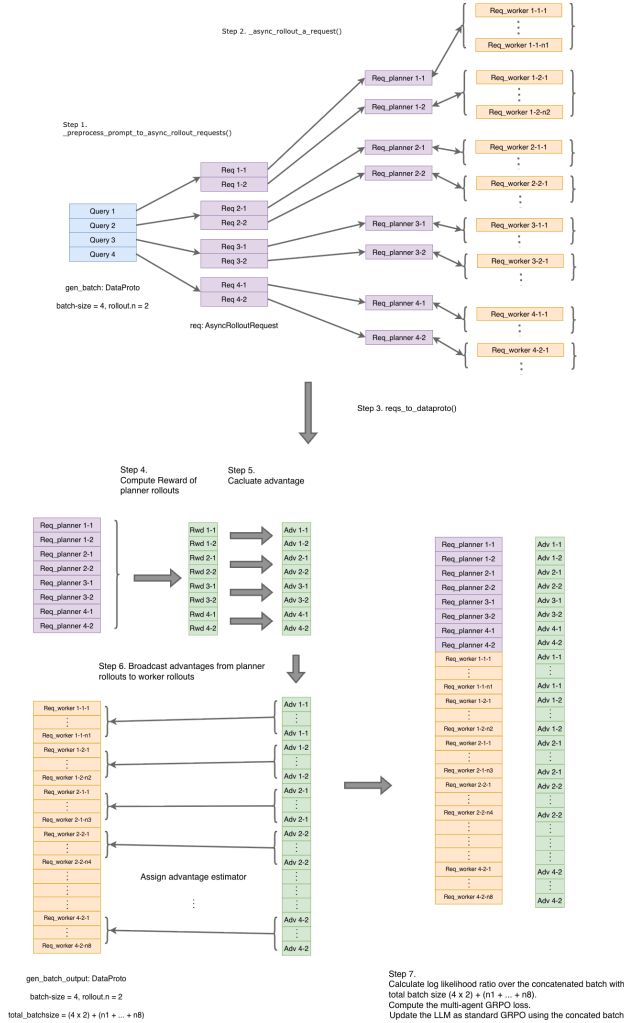 Step 2. _async_rollout_a_request()
Req_worker 1-1-1
⋮
Req_worker 1-1-n1
Req_planner 1-1
Req_worker 1-2-1
⋮
Req_worker 1-2-n2
Req_planner 1-2
Step 1.
_preprocess_prompt_to_async_rollout_requests()
Req_planner 2-1
Req_worker 2-1-1
⋮
Req 1-1
Req 1-2
Req_planner 2-2
Req_worker 2-2-1
⋮
Query 1
Query 2
Query 3
Query 4
Req 2-1
Req 2-2
Req_planner 3-1
Req_worker 3-1-1
⋮
Req 3-1
Req 3-2
Req_planner 3-2
Req_worker 3-2-1
⋮
gen_batch: DataProto
batch-size = 4, rollout.n = 2
Req 4-1
Req 4-2
req: AsyncRolloutRequest
Req_planner 4-1
Req_worker 4-1-1
⋮
Req_planner 4-2
Req_worker 4-2-1
⋮
Step 3. reqs_to_dataproto()
Step 4.
Compute Reward of
planner rollouts
Step 5.
Cacluate advantage
Req_planner 1-1
Req_planner 1-2
Req_planner 2-1
Req_planner 2-2
Req_planner 3-1
Req_planner 3-2
Req_planner 4-1
Req_planner 4-2
Rwd 1-1
Rwd 1-2
Rwd 2-1
Rwd 2-2
Rwd 3-1
Rwd 3-2
Rwd 4-1
Rwd 4-2
Adv 1-1
Adv 1-2
Adv 2-1
Adv 2-2
Adv 3-1
Adv 3-2
Adv 4-1
Adv 4-2
Step 6. Broadcast advantages from planner
rollouts to worker rollouts
Req_worker 1-1-1
⋮
Req_worker 1-1-n1
Req_worker 1-2-1
⋮
Req_worker 1-2-n2
Req_worker 2-1-1
⋮
Req_worker 2-1-n3
Req_worker 2-2-1
⋮
Req_worker 2-2-n4
⋮
⋮
Req_worker 4-2-1
⋮
Req_worker 4-2-n8
Assign advantage estimator
⋮
Adv 1-1
⋮
Adv 1-1
Adv 1-2
⋮
Adv 1-2
Adv 2-1
⋮
Adv 2-1
Adv 2-2
⋮
Adv 2-2
⋮
⋮
Adv 4-2
⋮
Adv 4-2
gen_batch_output: DataProto
batch-size = 4, rollout.n = 2
total_batchsize = (4 x 2) + (n1 + ... + n8)
Req_planner 1-1
Req_planner 1-2
Req_planner 2-1
Req_planner 2-2
Req_planner 3-1
Req_planner 3-2
Req_planner 4-1
Req_planner 4-2
Req_worker 1-1-1
⋮
Req_worker 1-1-n1
Req_worker 1-2-1
⋮
Req_worker 1-2-n2
Req_worker 2-1-1
⋮
Req_worker 2-1-n3
Req_worker 2-2-1
⋮
Req_worker 2-2-n4
⋮
⋮
Req_worker 4-2-1
⋮
Req_worker 4-2-n8
Adv 1-1
Adv 1-2
Adv 2-1
Adv 2-2
Adv 3-1
Adv 3-2
Adv 4-1
Adv 4-2
Adv 1-1
⋮
Adv 1-1
Adv 1-2
⋮
Adv 1-2
Adv 2-1
⋮
Adv 2-1
Adv 2-2
⋮
Adv 2-2
⋮
⋮
Adv 4-2
⋮
Adv 4-2
Step 7.
Calculate log likelihood ratio over the concatenated batch with
total batch size (4 x 2) + (n1 + ... + n8).
Compute the multi-agent GRPO loss.
Update the LLM as standard GRPO using the concated batch